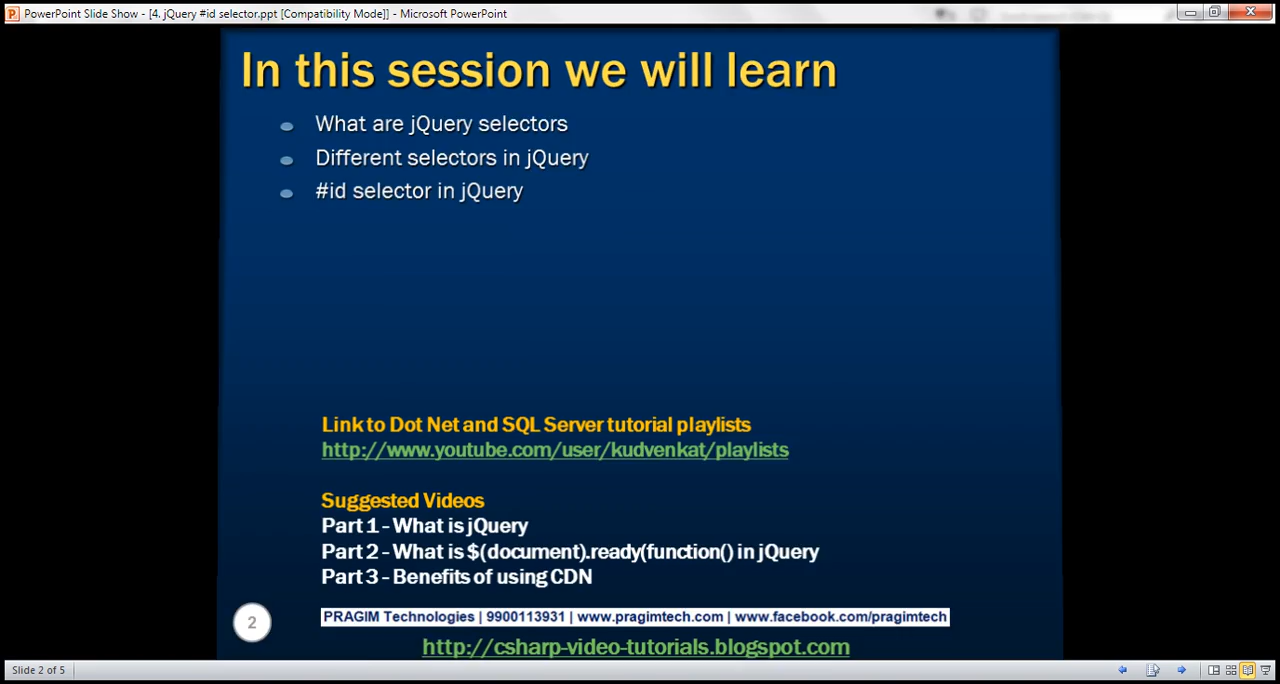 PowerPoint Slide Show - [4. jQuery #id selector.ppt [Compatibility Mode]] - Microsoft PowerPoint
In this session we will learn
What are jQuery selectors
Different selectors in jQuery
#id selector in jQuery
Link to Dot Net and SQL Server tutorial playlists
http://www.youtube.com/user/kudvenkat/playlists
Suggested Videos
Part 1 - What is jQuery
Part 2 - What is $(document).ready(function() in jQuery
Part 3 - Benefits of using CDN
2
PRAGIM Technologies | 9900113931 | www.pragimtech.com | www.facebook.com/pragimtech
http://csharp-video-tutorials.blogspot.com
Slide 2 of 5